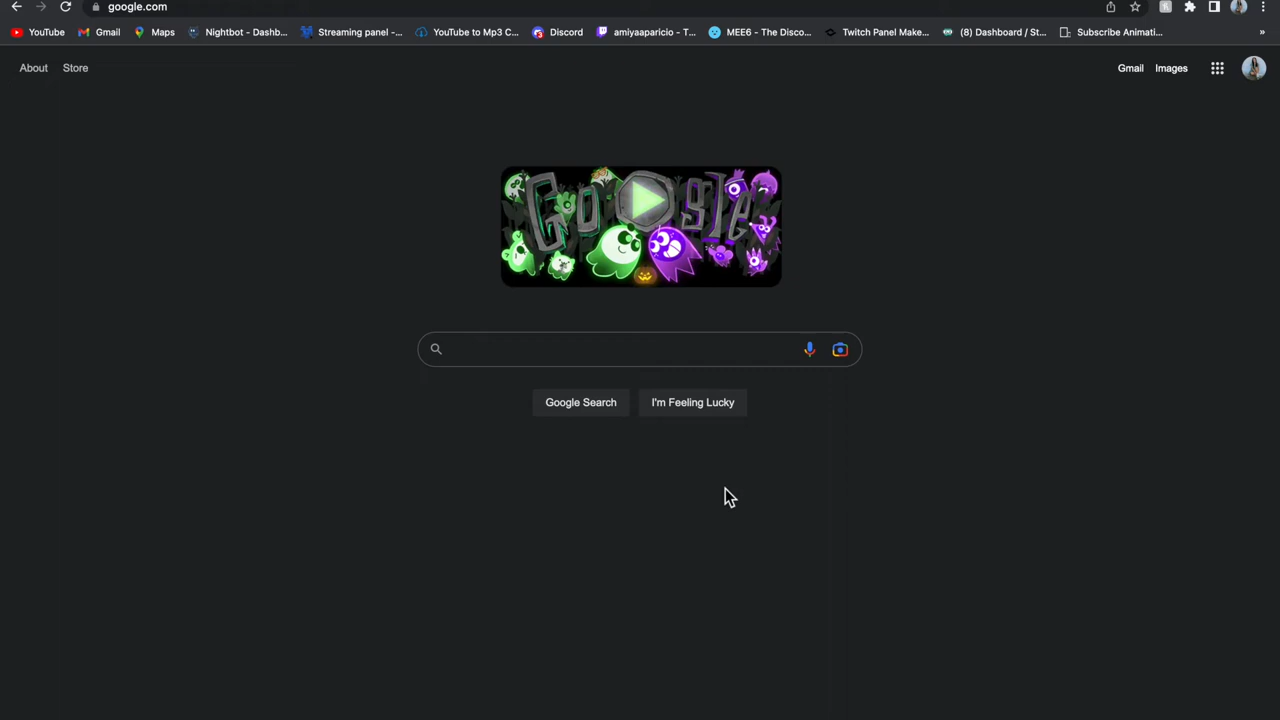 google.com
YouTube Gmail Maps Nightbot - Dashb... Streaming panel -... YouTube to Mp3 C... Discord amiyaaparicio - T... MEE6 - The Disco... Twitch Panel Make... (8) Dashboard / St... Subscribe Animati... »
About Store Gmail Images
Google
Google Search I'm Feeling Lucky